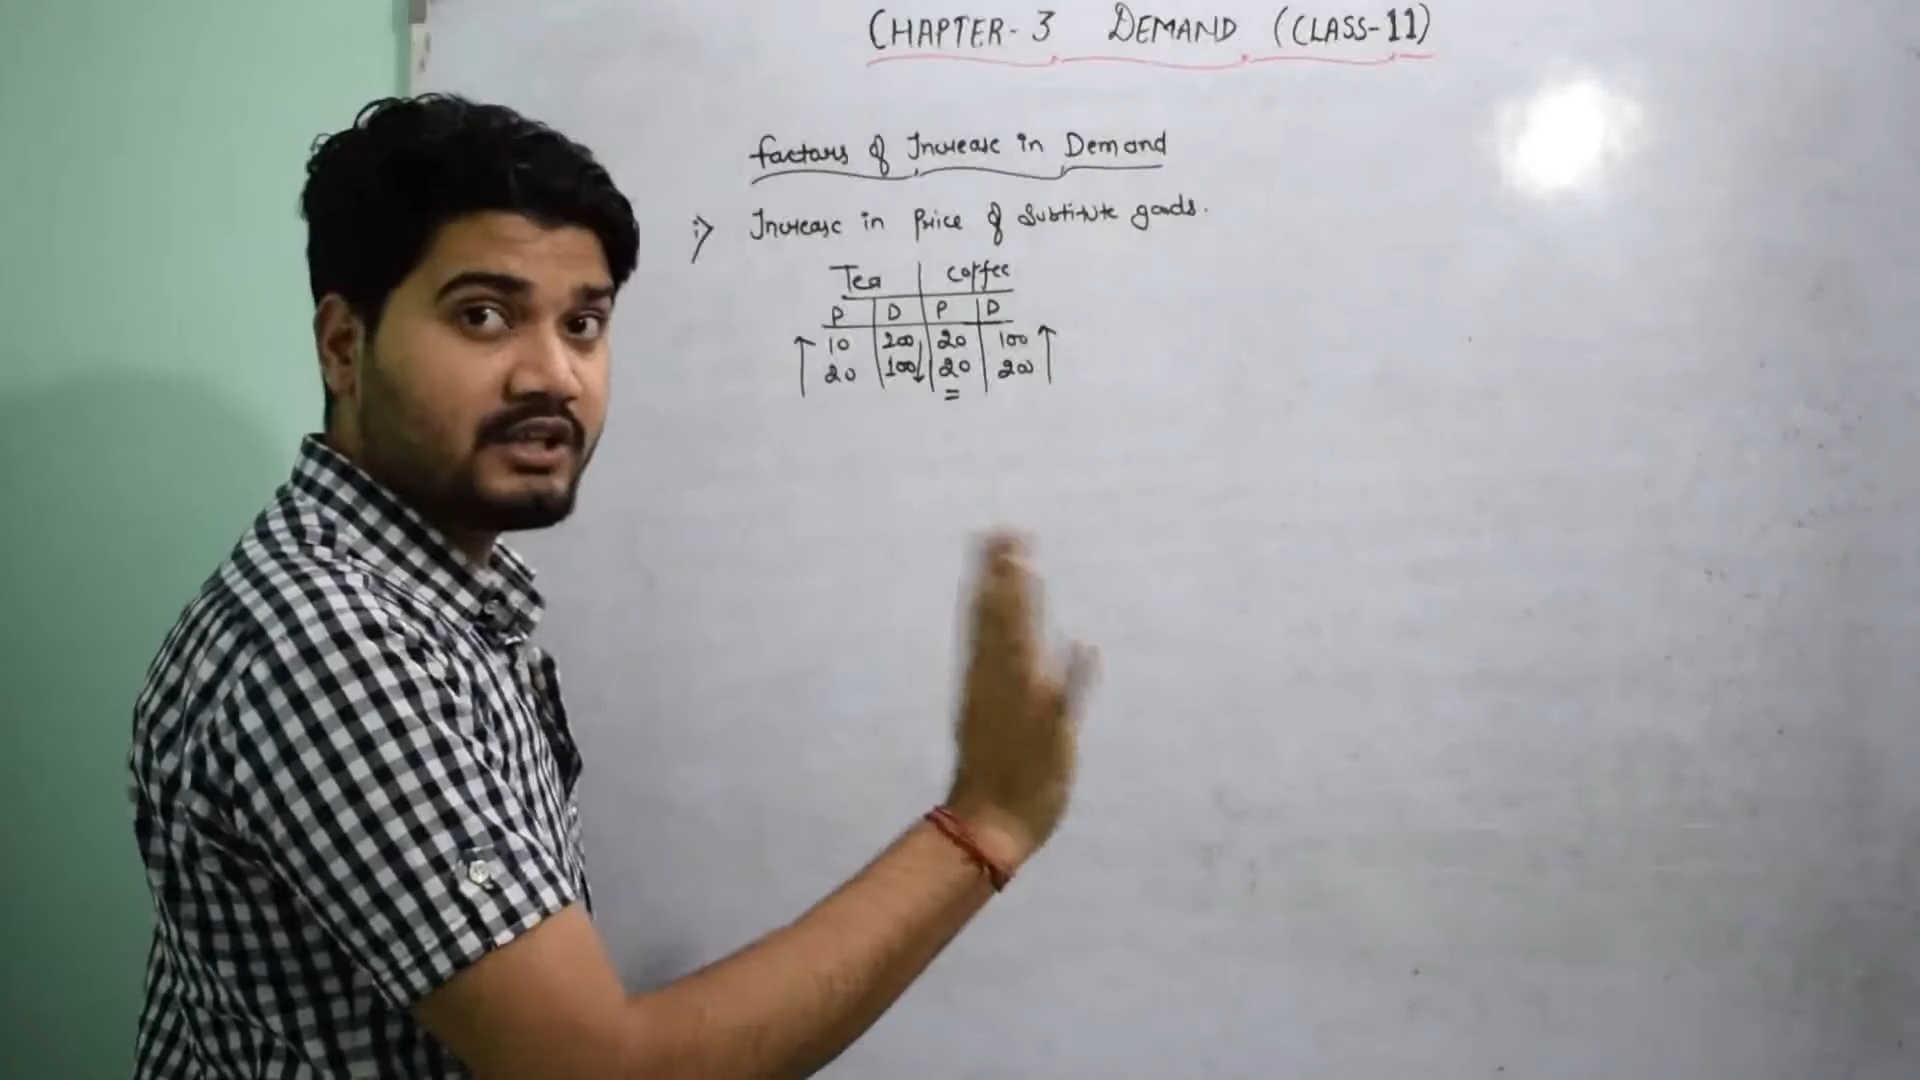 CHAPTER-3 DEMAND (CLASS-11)
factors of Increase in Demand
i> Increase in Price of Subtitute goods.
Tea | Coffee
P | D | P | D
↑ 10 | 200 ↓ | 20 | 100 ↑
20 | 100 | 20 | 200
=